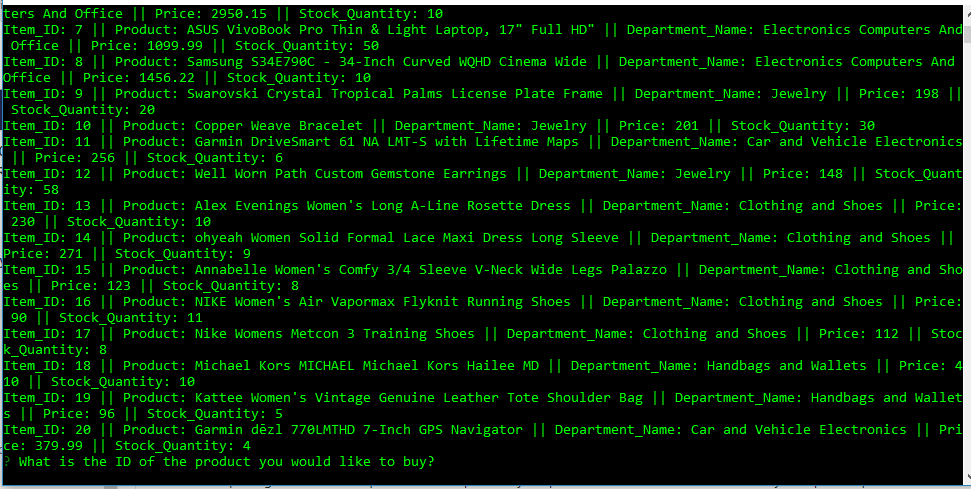 ters And Office || Price: 2950.15 || Stock_Quantity: 10
Item_ID: 7 || Product: ASUS VivoBook Pro Thin & Light Laptop, 17" Full HD" || Department_Name: Electronics Computers And
Office || Price: 1099.99 || Stock_Quantity: 50
Item_ID: 8 || Product: Samsung S34E790C - 34-Inch Curved WQHD Cinema Wide || Department_Name: Electronics Computers And
Office || Price: 1456.22 || Stock_Quantity: 10
Item_ID: 9 || Product: Swarovski Crystal Tropical Palms License Plate Frame || Department_Name: Jewelry || Price: 198 ||
Stock_Quantity: 20
Item_ID: 10 || Product: Copper Weave Bracelet || Department_Name: Jewelry || Price: 201 || Stock_Quantity: 30
Item_ID: 11 || Product: Garmin DriveSmart 61 NA LMT-S with Lifetime Maps || Department_Name: Car and Vehicle Electronics
|| Price: 256 || Stock_Quantity: 6
Item_ID: 12 || Product: Well Worn Path Custom Gemstone Earrings || Department_Name: Jewelry || Price: 148 || Stock_Quant
ity: 58
Item_ID: 13 || Product: Alex Evenings Women's Long A-Line Rosette Dress || Department_Name: Clothing and Shoes || Price:
230 || Stock_Quantity: 10
Item_ID: 14 || Product: ohyeah Women Solid Formal Lace Maxi Dress Long Sleeve || Department_Name: Clothing and Shoes ||
Price: 271 || Stock_Quantity: 9
Item_ID: 15 || Product: Annabelle Women's Comfy 3/4 Sleeve V-Neck Wide Legs Palazzo || Department_Name: Clothing and Sho
es || Price: 123 || Stock_Quantity: 8
Item_ID: 16 || Product: NIKE Women's Air Vapormax Flyknit Running Shoes || Department_Name: Clothing and Shoes || Price:
90 || Stock_Quantity: 11
Item_ID: 17 || Product: Nike Womens Metcon 3 Training Shoes || Department_Name: Clothing and Shoes || Price: 112 || Stoc
k_Quantity: 8
Item_ID: 18 || Product: Michael Kors MICHAEL Michael Kors Hailee MD || Department_Name: Handbags and Wallets || Price: 4
10 || Stock_Quantity: 10
Item_ID: 19 || Product: Kattee Women's Vintage Genuine Leather Tote Shoulder Bag || Department_Name: Handbags and Wallet
s || Price: 96 || Stock_Quantity: 5
Item_ID: 20 || Product: Garmin dēzl 770LMTHD 7-Inch GPS Navigator || Department_Name: Car and Vehicle Electronics || Pri
ce: 379.99 || Stock_Quantity: 4
? What is the ID of the product you would like to buy?